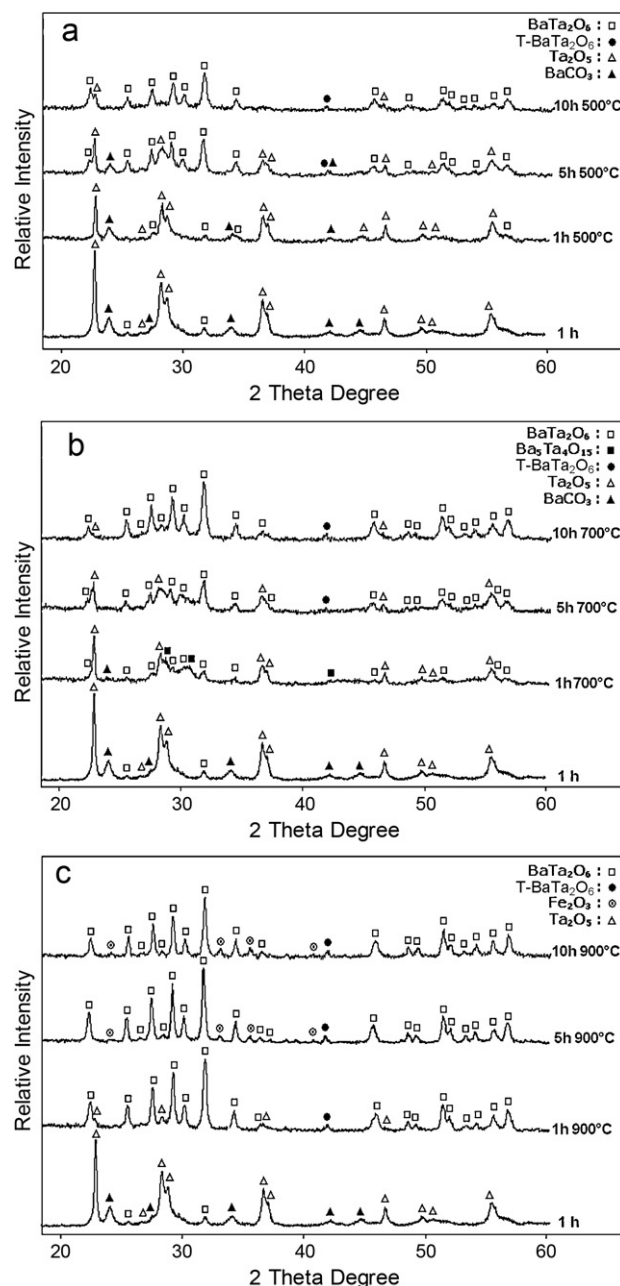 a
BaTa₂O₆ : □
T-BaTa₂O₆ : ●
Ta₂O₅ : △
BaCO₃ : ▲
10h 500°C
5h 500°C
1h 500°C
1 h
Relative Intensity
20 30 40 50 60
2 Theta Degree
b
BaTa₂O₆ : □
Ba₅Ta₄O₁₅ : ■
T-BaTa₂O₆ : ●
Ta₂O₅ : △
BaCO₃ : ▲
10h 700°C
5h 700°C
1h 700°C
1 h
Relative Intensity
20 30 40 50 60
2 Theta Degree
c
BaTa₂O₆ : □
T-BaTa₂O₆ : ●
Fe₂O₃ : ⊙
Ta₂O₅ : △
10h 900°C
5h 900°C
1h 900°C
1 h
Relative Intensity
20 30 40 50 60
2 Theta Degree